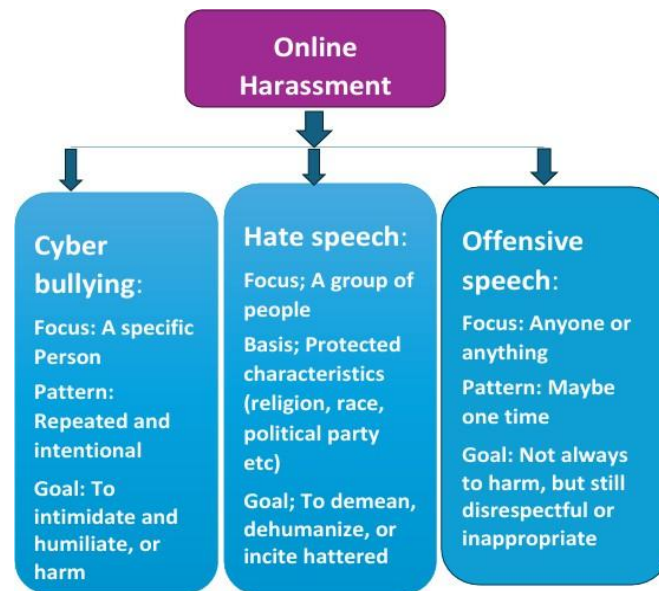 Online
Harassment
Cyber
bullying:
Focus: A specific
Person
Pattern:
Repeated and
intentional
Goal: To
intimidate and
humiliate, or
harm
Hate speech:
Focus; A group of
people
Basis; Protected
characteristics
(religion, race,
political party
etc)
Goal; To demean,
dehumanize, or
incite hattered
Offensive
speech:
Focus: Anyone or
anything
Pattern: Maybe
one time
Goal: Not always
to harm, but still
disrespectful or
inappropriate